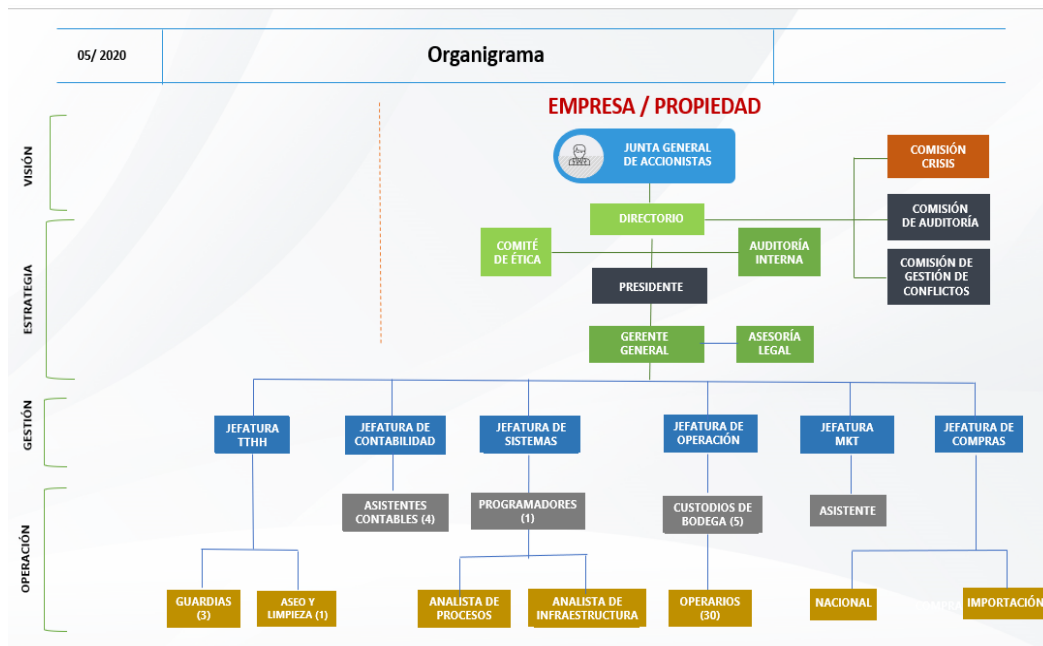 05/ 2020
Organigrama
EMPRESA / PROPIEDAD
VISIÓN
JUNTA GENERAL
DE ACCIONISTAS
COMISIÓN
CRISIS
ESTRATEGIA
DIRECTORIO
COMISIÓN
DE AUDITORÍA
COMITÉ
DE ÉTICA
AUDITORÍA
INTERNA
COMISIÓN DE
GESTIÓN DE
CONFLICTOS
PRESIDENTE
GERENTE
GENERAL
ASESORÍA
LEGAL
GESTIÓN
JEFATURA
TTHH
JEFATURA DE
CONTABILIDAD
JEFATURA DE
SISTEMAS
JEFATURA DE
OPERACIÓN
JEFATURA
MKT
JEFATURA DE
COMPRAS
OPERACIÓN
ASISTENTES
CONTABLES (4)
PROGRAMADORES
(1)
CUSTODIOS DE
BODEGA (5)
ASISTENTE
GUARDIAS
(3)
ASEO Y
LIMPIEZA (1)
ANALISTA DE
PROCESOS
ANALISTA DE
INFRAESTRUCTURA
OPERARIOS
(30)
NACIONAL
IMPORTACIÓN